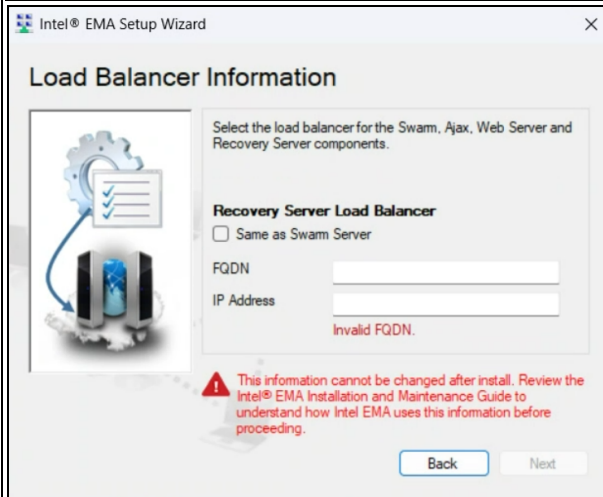 Intel® EMA Setup Wizard
Load Balancer Information
Select the load balancer for the Swarm, Ajax, Web Server and
Recovery Server components.
Recovery Server Load Balancer
Same as Swarm Server
FQDN
IP Address
Invalid FQDN.
This information cannot be changed after install. Review the
Intel® EMA Installation and Maintenance Guide to
understand how Intel EMA uses this information before
proceeding.
Back
Next